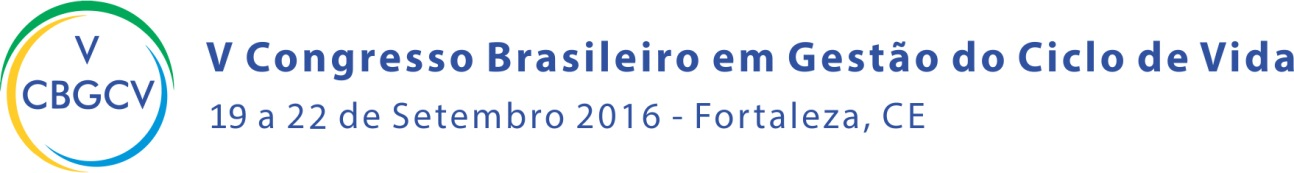 V
CBGCV
V Congresso Brasileiro em Gestão do Ciclo de Vida
19 a 22 de Setembro 2016 - Fortaleza, CE